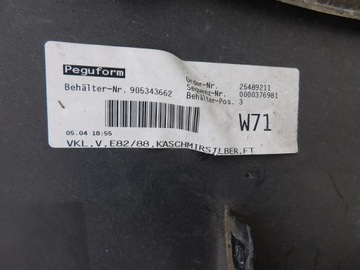 Peguform
Behälter-Nr. 905343662
Order-Nr. 26489211
Sequenz-Nr. 0000376981
Behälter-Pos. 3
W71
05.04 18:55
VKL,V,E82/88,KASCHMIRSILBER,FT